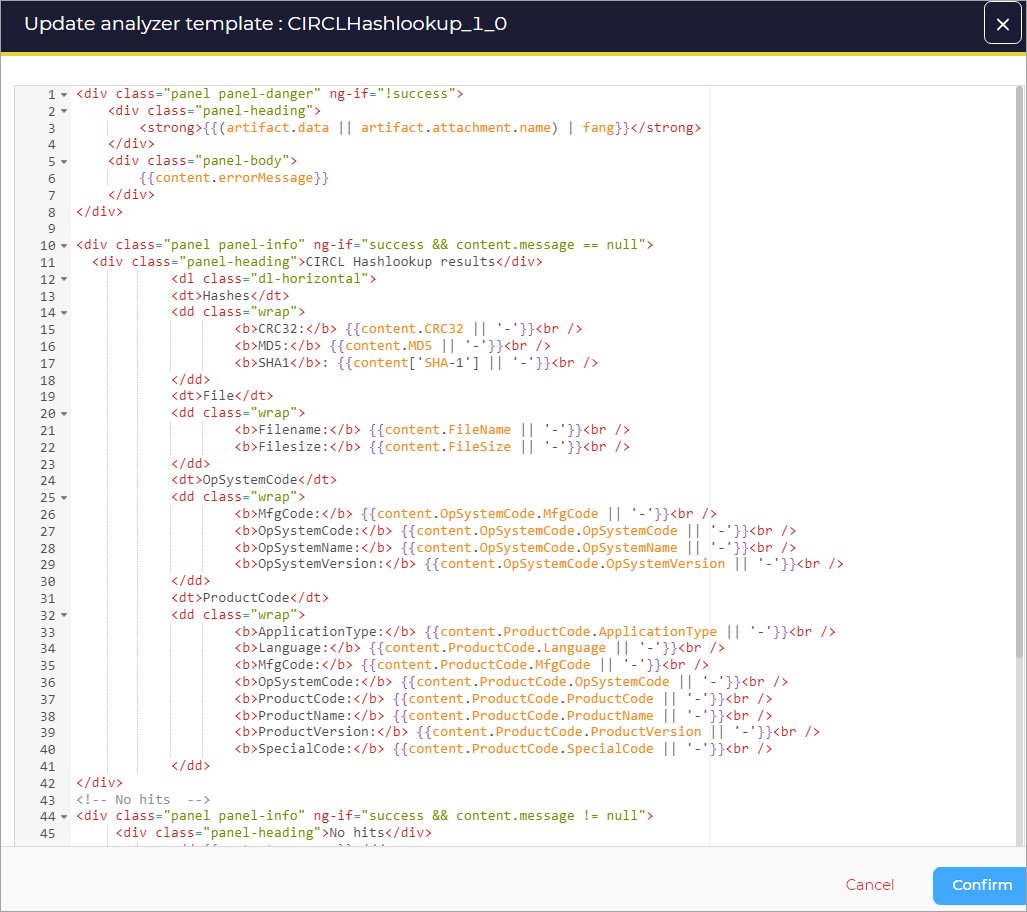 Update analyzer template : CIRCLHashlookup_1_0
1 <div class="panel panel-danger" ng-if="!success">
2 <div class="panel-heading">
3 <strong>{{(artifact.data || artifact.attachment.name) | fang}}</strong>
4 </div>
5 <div class="panel-body">
6 {{content.errorMessage}}
7 </div>
8 </div>
9
10 <div class="panel panel-info" ng-if="success && content.message == null">
11 <div class="panel-heading">CIRCL Hashlookup results</div>
12 <dl class="dl-horizontal">
13 <dt>Hashes</dt>
14 <dd class="wrap">
15 <b>CRC32:</b> {{content.CRC32 || '-'}}<br />
16 <b>MD5:</b> {{content.MD5 || '-'}}<br />
17 <b>SHA1</b>: {{content['SHA-1'] || '-'}}<br />
18 </dd>
19 <dt>File</dt>
20 <dd class="wrap">
21 <b>Filename:</b> {{content.FileName || '-'}}<br />
22 <b>Filesize:</b> {{content.FileSize || '-'}}<br />
23 </dd>
24 <dt>OpSystemCode</dt>
25 <dd class="wrap">
26 <b>MfgCode:</b> {{content.OpSystemCode.MfgCode || '-'}}<br />
27 <b>OpSystemCode:</b> {{content.OpSystemCode.OpSystemCode || '-'}}<br />
28 <b>OpSystemName:</b> {{content.OpSystemCode.OpSystemName || '-'}}<br />
29 <b>OpSystemVersion:</b> {{content.OpSystemCode.OpSystemVersion || '-'}}<br />
30 </dd>
31 <dt>ProductCode</dt>
32 <dd class="wrap">
33 <b>ApplicationType:</b> {{content.ProductCode.ApplicationType || '-'}}<br />
34 <b>Language:</b> {{content.ProductCode.Language || '-'}}<br />
35 <b>MfgCode:</b> {{content.ProductCode.MfgCode || '-'}}<br />
36 <b>OpSystemCode:</b> {{content.ProductCode.OpSystemCode || '-'}}<br />
37 <b>ProductCode:</b> {{content.ProductCode.ProductCode || '-'}}<br />
38 <b>ProductName:</b> {{content.ProductCode.ProductName || '-'}}<br />
39 <b>ProductVersion:</b> {{content.ProductCode.ProductVersion || '-'}}<br />
40 <b>SpecialCode:</b> {{content.ProductCode.SpecialCode || '-'}}<br />
41 </dd>
42 </div>
43 <!-- No hits  -->
44 <div class="panel panel-info" ng-if="success && content.message != null">
45 <div class="panel-heading">No hits</div>
Cancel
Confirm